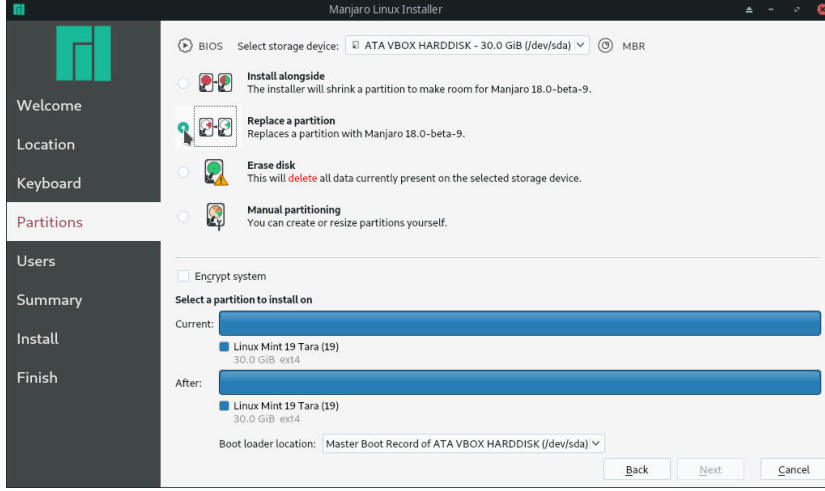 Manjaro Linux Installer
Welcome
Location
Keyboard
Partitions
Users
Summary
Install
Finish
BIOS Select storage device: ATA VBOX HARDDISK - 30.0 GiB (/dev/sda) MBR
Install alongside
The installer will shrink a partition to make room for Manjaro 18.0-beta-9.
Replace a partition
Replaces a partition with Manjaro 18.0-beta-9.
Erase disk
This will delete all data currently present on the selected storage device.
Manual partitioning
You can create or resize partitions yourself.
Encrypt system
Select a partition to install on
Current:
Linux Mint 19 Tara (19)
30.0 GiB ext4
After:
Linux Mint 19 Tara (19)
30.0 GiB ext4
Boot loader location: Master Boot Record of ATA VBOX HARDDISK (/dev/sda)
Back Next Cancel